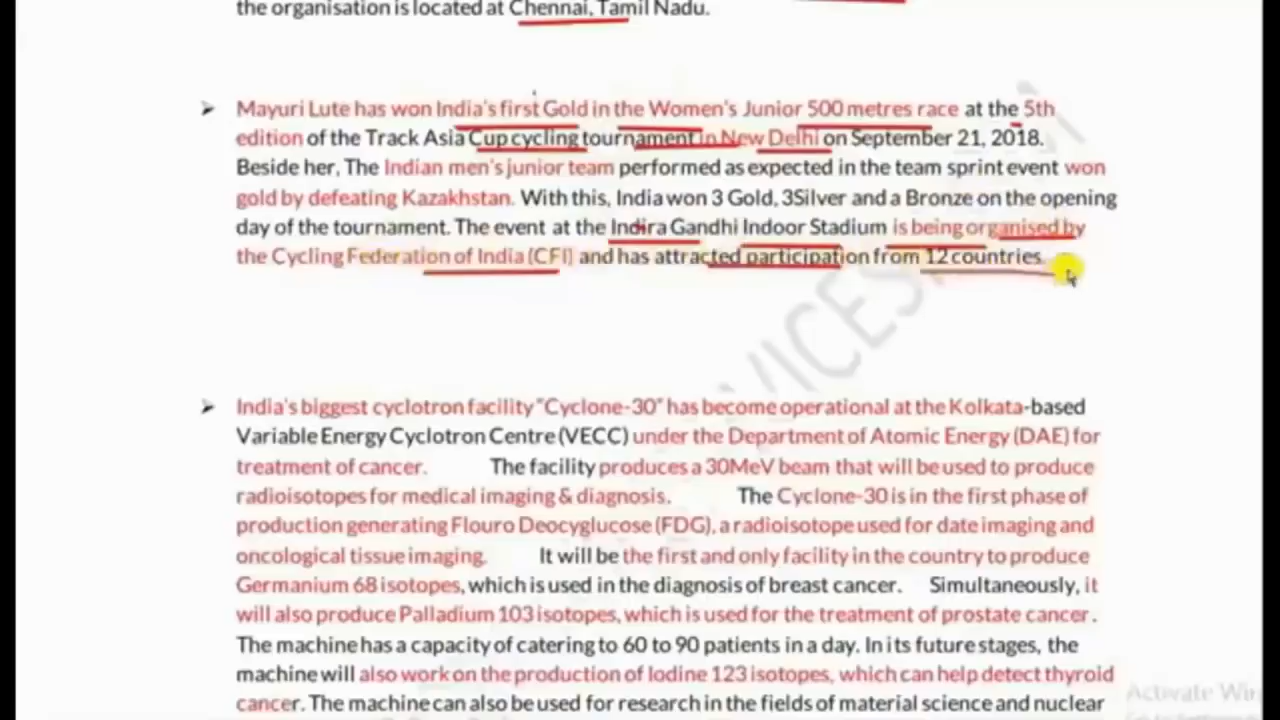 the organisation is located at Chennai, Tamil Nadu.
➢ Mayuri Lute has won India's first Gold in the Women's Junior 500 metres race at the 5th
edition of the Track Asia Cup cycling tournament in New Delhi on September 21, 2018.
Beside her, The Indian men's junior team performed as expected in the team sprint event won
gold by defeating Kazakhstan. With this, India won 3 Gold, 3Silver and a Bronze on the opening
day of the tournament. The event at the Indira Gandhi Indoor Stadium is being organised by
the Cycling Federation of India (CFI) and has attracted participation from 12 countries.
➢ India's biggest cyclotron facility "Cyclone-30" has become operational at the Kolkata-based
Variable Energy Cyclotron Centre (VECC) under the Department of Atomic Energy (DAE) for
treatment of cancer. The facility produces a 30MeV beam that will be used to produce
radioisotopes for medical imaging & diagnosis. The Cyclone-30 is in the first phase of
production generating Flouro Deocyglucose (FDG), a radioisotope used for date imaging and
oncological tissue imaging. It will be the first and only facility in the country to produce
Germanium 68 isotopes, which is used in the diagnosis of breast cancer. Simultaneously, it
will also produce Palladium 103 isotopes, which is used for the treatment of prostate cancer.
The machine has a capacity of catering to 60 to 90 patients in a day. In its future stages, the
machine will also work on the production of Iodine 123 isotopes, which can help detect thyroid
cancer. The machine can also be used for research in the fields of material science and nuclear
Activate Win